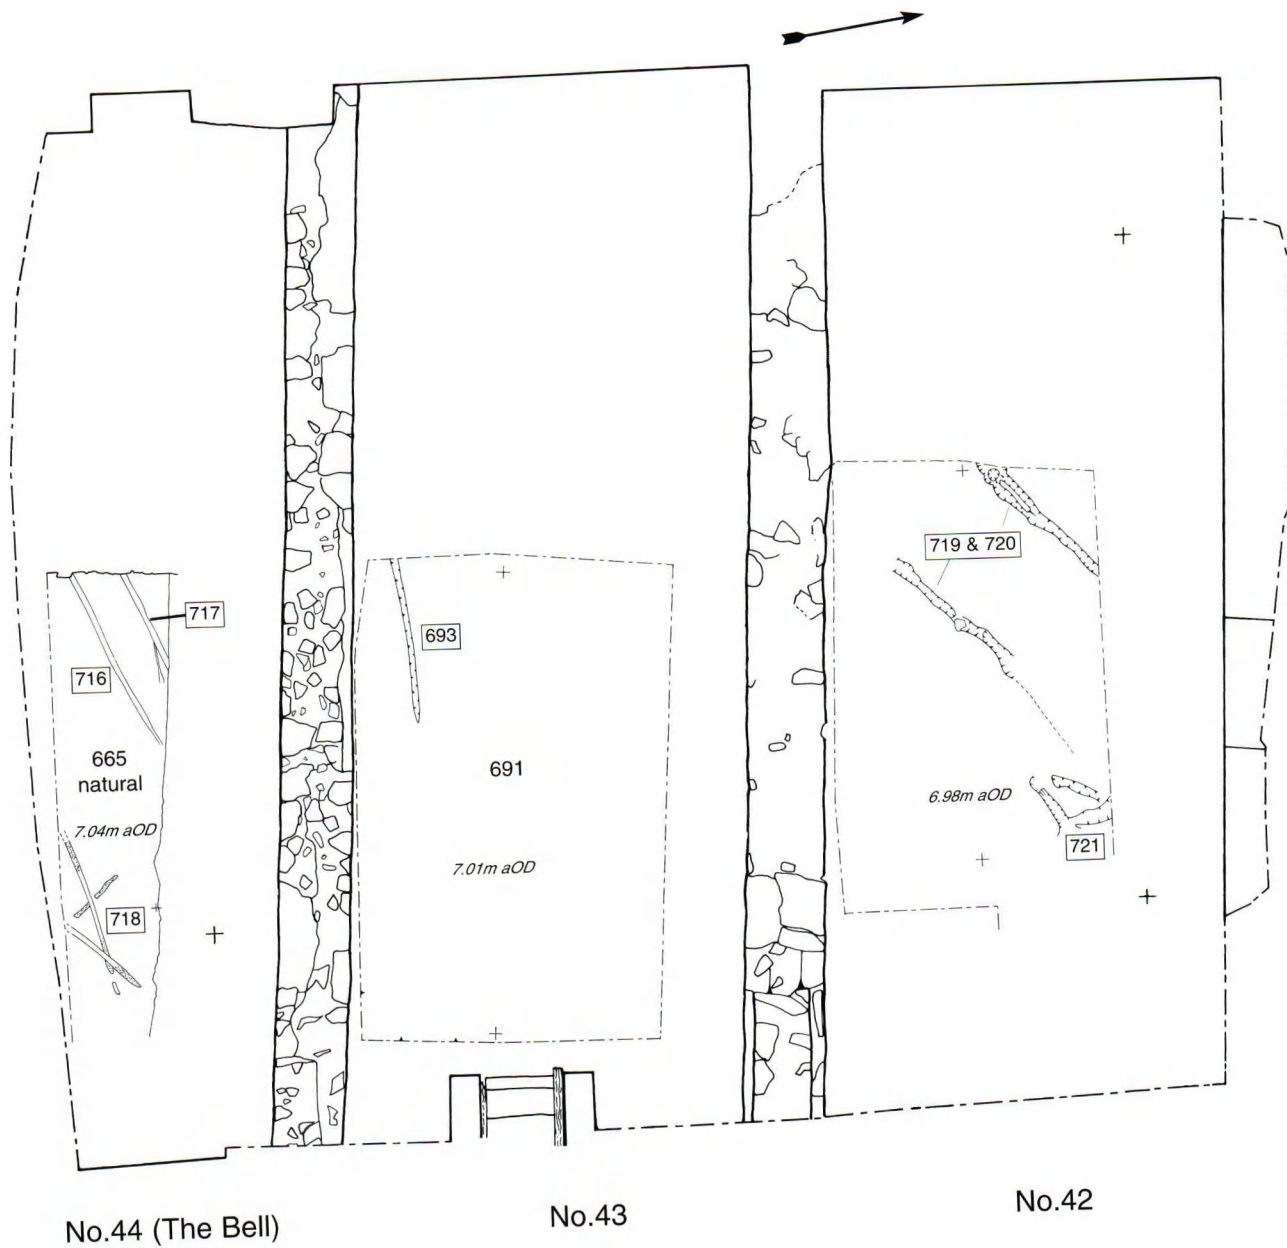 719 & 720
717
693
716
665
natural
691
6.98m aOD
7.04m aOD
721
7.01m aOD
718
No.44 (The Bell)
No.43
No.42